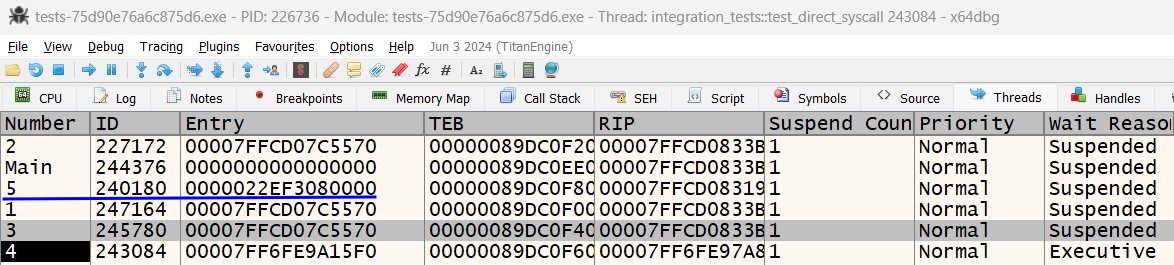 tests-75d90e76a6c875d6.exe - PID: 226736 - Module: tests-75d90e76a6c875d6.exe - Thread: integration_tests::test_direct_syscall 243084 - x64dbg
File View Debug Tracing Plugins Favourites Options Help Jun 3 2024 (TitanEngine)
CPU Log Notes Breakpoints Memory Map Call Stack SEH Script Symbols Source Threads Handles
Number ID Entry TEB RIP Suspend Coun Priority Wait Reason
2 227172 00007FFCD07C5570 00000089DC0F20 00007FFCD0833B 1 Normal Suspended
Main 244376 0000000000000000 00000089DC0EE0 00007FFCD0833B 1 Normal Suspended
5 240180 0000022EF3080000 00000089DC0F80 00007FFCD08319 1 Normal Suspended
1 247164 00007FFCD07C5570 00000089DC0F00 00007FFCD0833B 1 Normal Suspended
3 245780 00007FFCD07C5570 00000089DC0F40 00007FFCD0833B 1 Normal Suspended
4 243084 00007FF6FE9A15F0 00000089DC0F60 00007FF6FE97A8 1 Normal Executive